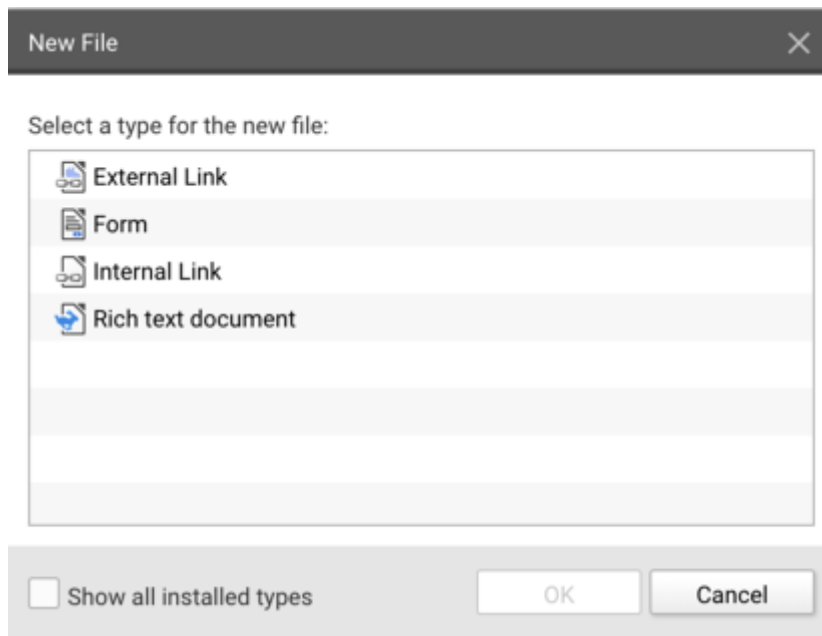 New File
Select a type for the new file:
External Link
Form
Internal Link
Rich text document
Show all installed types
OK
Cancel